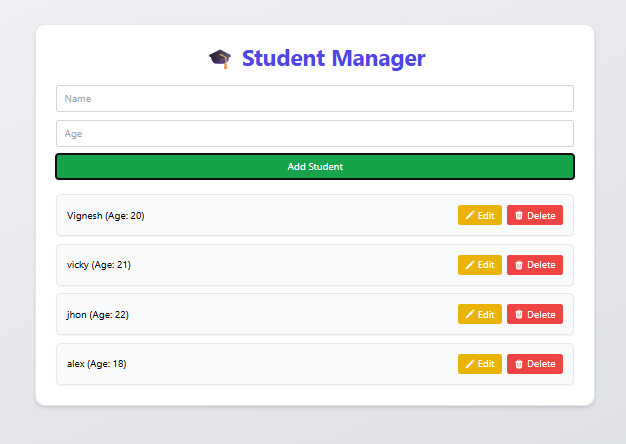 Student Manager
Name
Age
Add Student
Vignesh (Age: 20) Edit Delete
vicky (Age: 21) Edit Delete
jhon (Age: 22) Edit Delete
alex (Age: 18) Edit Delete